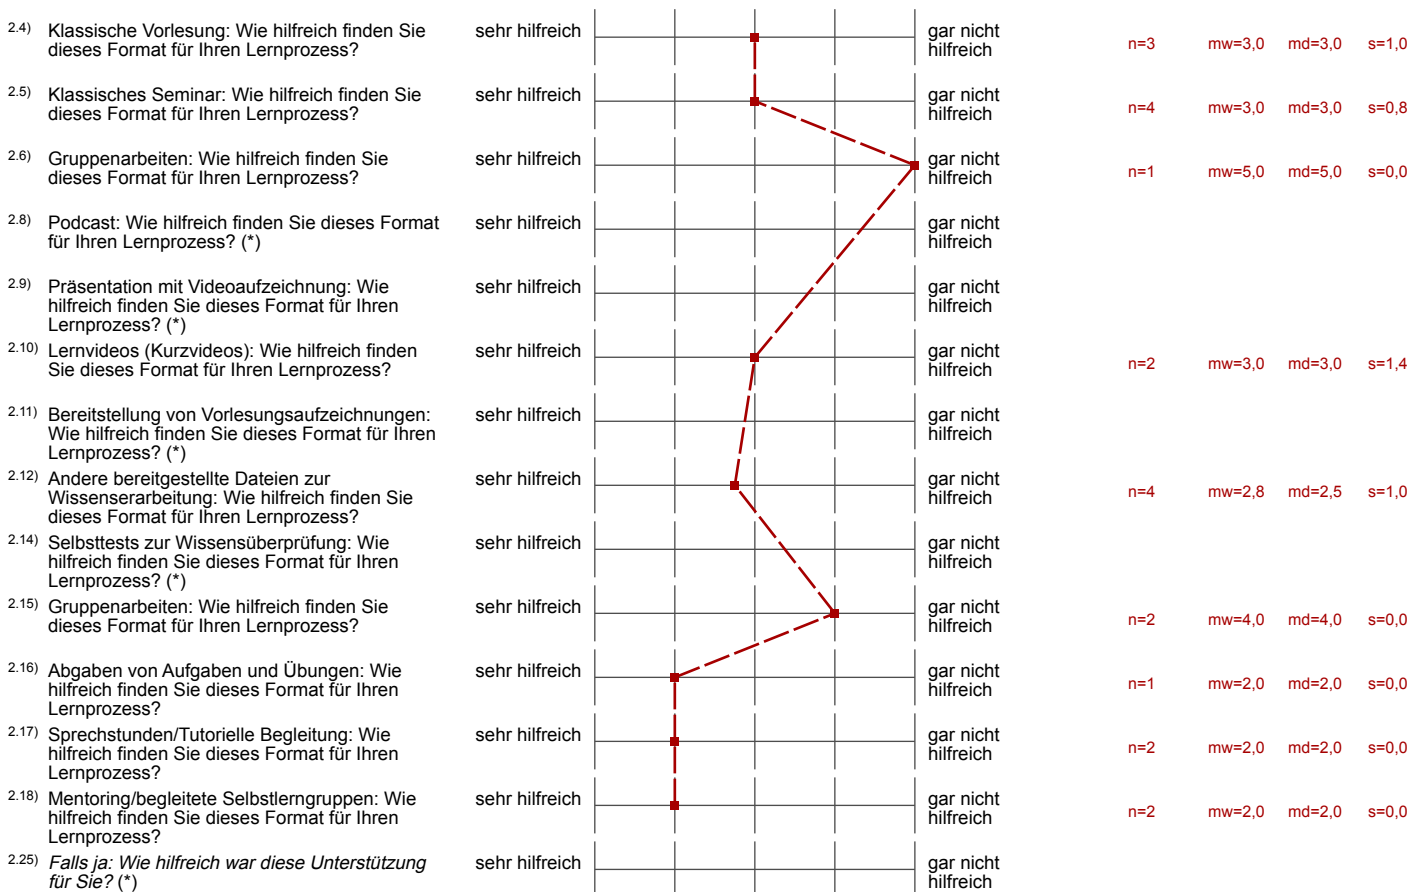 2.4) Klassische Vorlesung: Wie hilfreich finden Sie
dieses Format für Ihren Lernprozess?
sehr hilfreich
gar nicht
hilfreich
n=3 mw=3,0 md=3,0 s=1,0
2.5) Klassisches Seminar: Wie hilfreich finden Sie
dieses Format für Ihren Lernprozess?
sehr hilfreich
gar nicht
hilfreich
n=4 mw=3,0 md=3,0 s=0,8
2.6) Gruppenarbeiten: Wie hilfreich finden Sie
dieses Format für Ihren Lernprozess?
sehr hilfreich
gar nicht
hilfreich
n=1 mw=5,0 md=5,0 s=0,0
2.8) Podcast: Wie hilfreich finden Sie dieses Format
für Ihren Lernprozess? (*)
sehr hilfreich
gar nicht
hilfreich
2.9) Präsentation mit Videoaufzeichnung: Wie
hilfreich finden Sie dieses Format für Ihren
Lernprozess? (*)
sehr hilfreich
gar nicht
hilfreich
2.10) Lernvideos (Kurzvideos): Wie hilfreich finden
Sie dieses Format für Ihren Lernprozess?
sehr hilfreich
gar nicht
hilfreich
n=2 mw=3,0 md=3,0 s=1,4
2.11) Bereitstellung von Vorlesungsaufzeichnungen:
Wie hilfreich finden Sie dieses Format für Ihren
Lernprozess? (*)
sehr hilfreich
gar nicht
hilfreich
2.12) Andere bereitgestellte Dateien zur
Wissenserarbeitung: Wie hilfreich finden Sie
dieses Format für Ihren Lernprozess?
sehr hilfreich
gar nicht
hilfreich
n=4 mw=2,8 md=2,5 s=1,0
2.14) Selbsttests zur Wissensüberprüfung: Wie
hilfreich finden Sie dieses Format für Ihren
Lernprozess? (*)
sehr hilfreich
gar nicht
hilfreich
2.15) Gruppenarbeiten: Wie hilfreich finden Sie
dieses Format für Ihren Lernprozess?
sehr hilfreich
gar nicht
hilfreich
n=2 mw=4,0 md=4,0 s=0,0
2.16) Abgaben von Aufgaben und Übungen: Wie
hilfreich finden Sie dieses Format für Ihren
Lernprozess?
sehr hilfreich
gar nicht
hilfreich
n=1 mw=2,0 md=2,0 s=0,0
2.17) Sprechstunden/Tutorielle Begleitung: Wie
hilfreich finden Sie dieses Format für Ihren
Lernprozess?
sehr hilfreich
gar nicht
hilfreich
n=2 mw=2,0 md=2,0 s=0,0
2.18) Mentoring/begleitete Selbstlerngruppen: Wie
hilfreich finden Sie dieses Format für Ihren
Lernprozess?
sehr hilfreich
gar nicht
hilfreich
n=2 mw=2,0 md=2,0 s=0,0
2.25) Falls ja: Wie hilfreich war diese Unterstützung
für Sie? (*)
sehr hilfreich
gar nicht
hilfreich